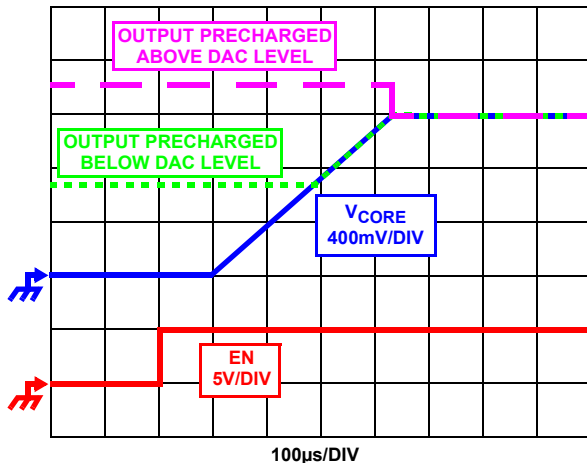 OUTPUT PRECHARGED
ABOVE DAC LEVEL
OUTPUT PRECHARGED
BELOW DAC LEVEL
VCORE
400mV/DIV
EN
5V/DIV
100µs/DIV